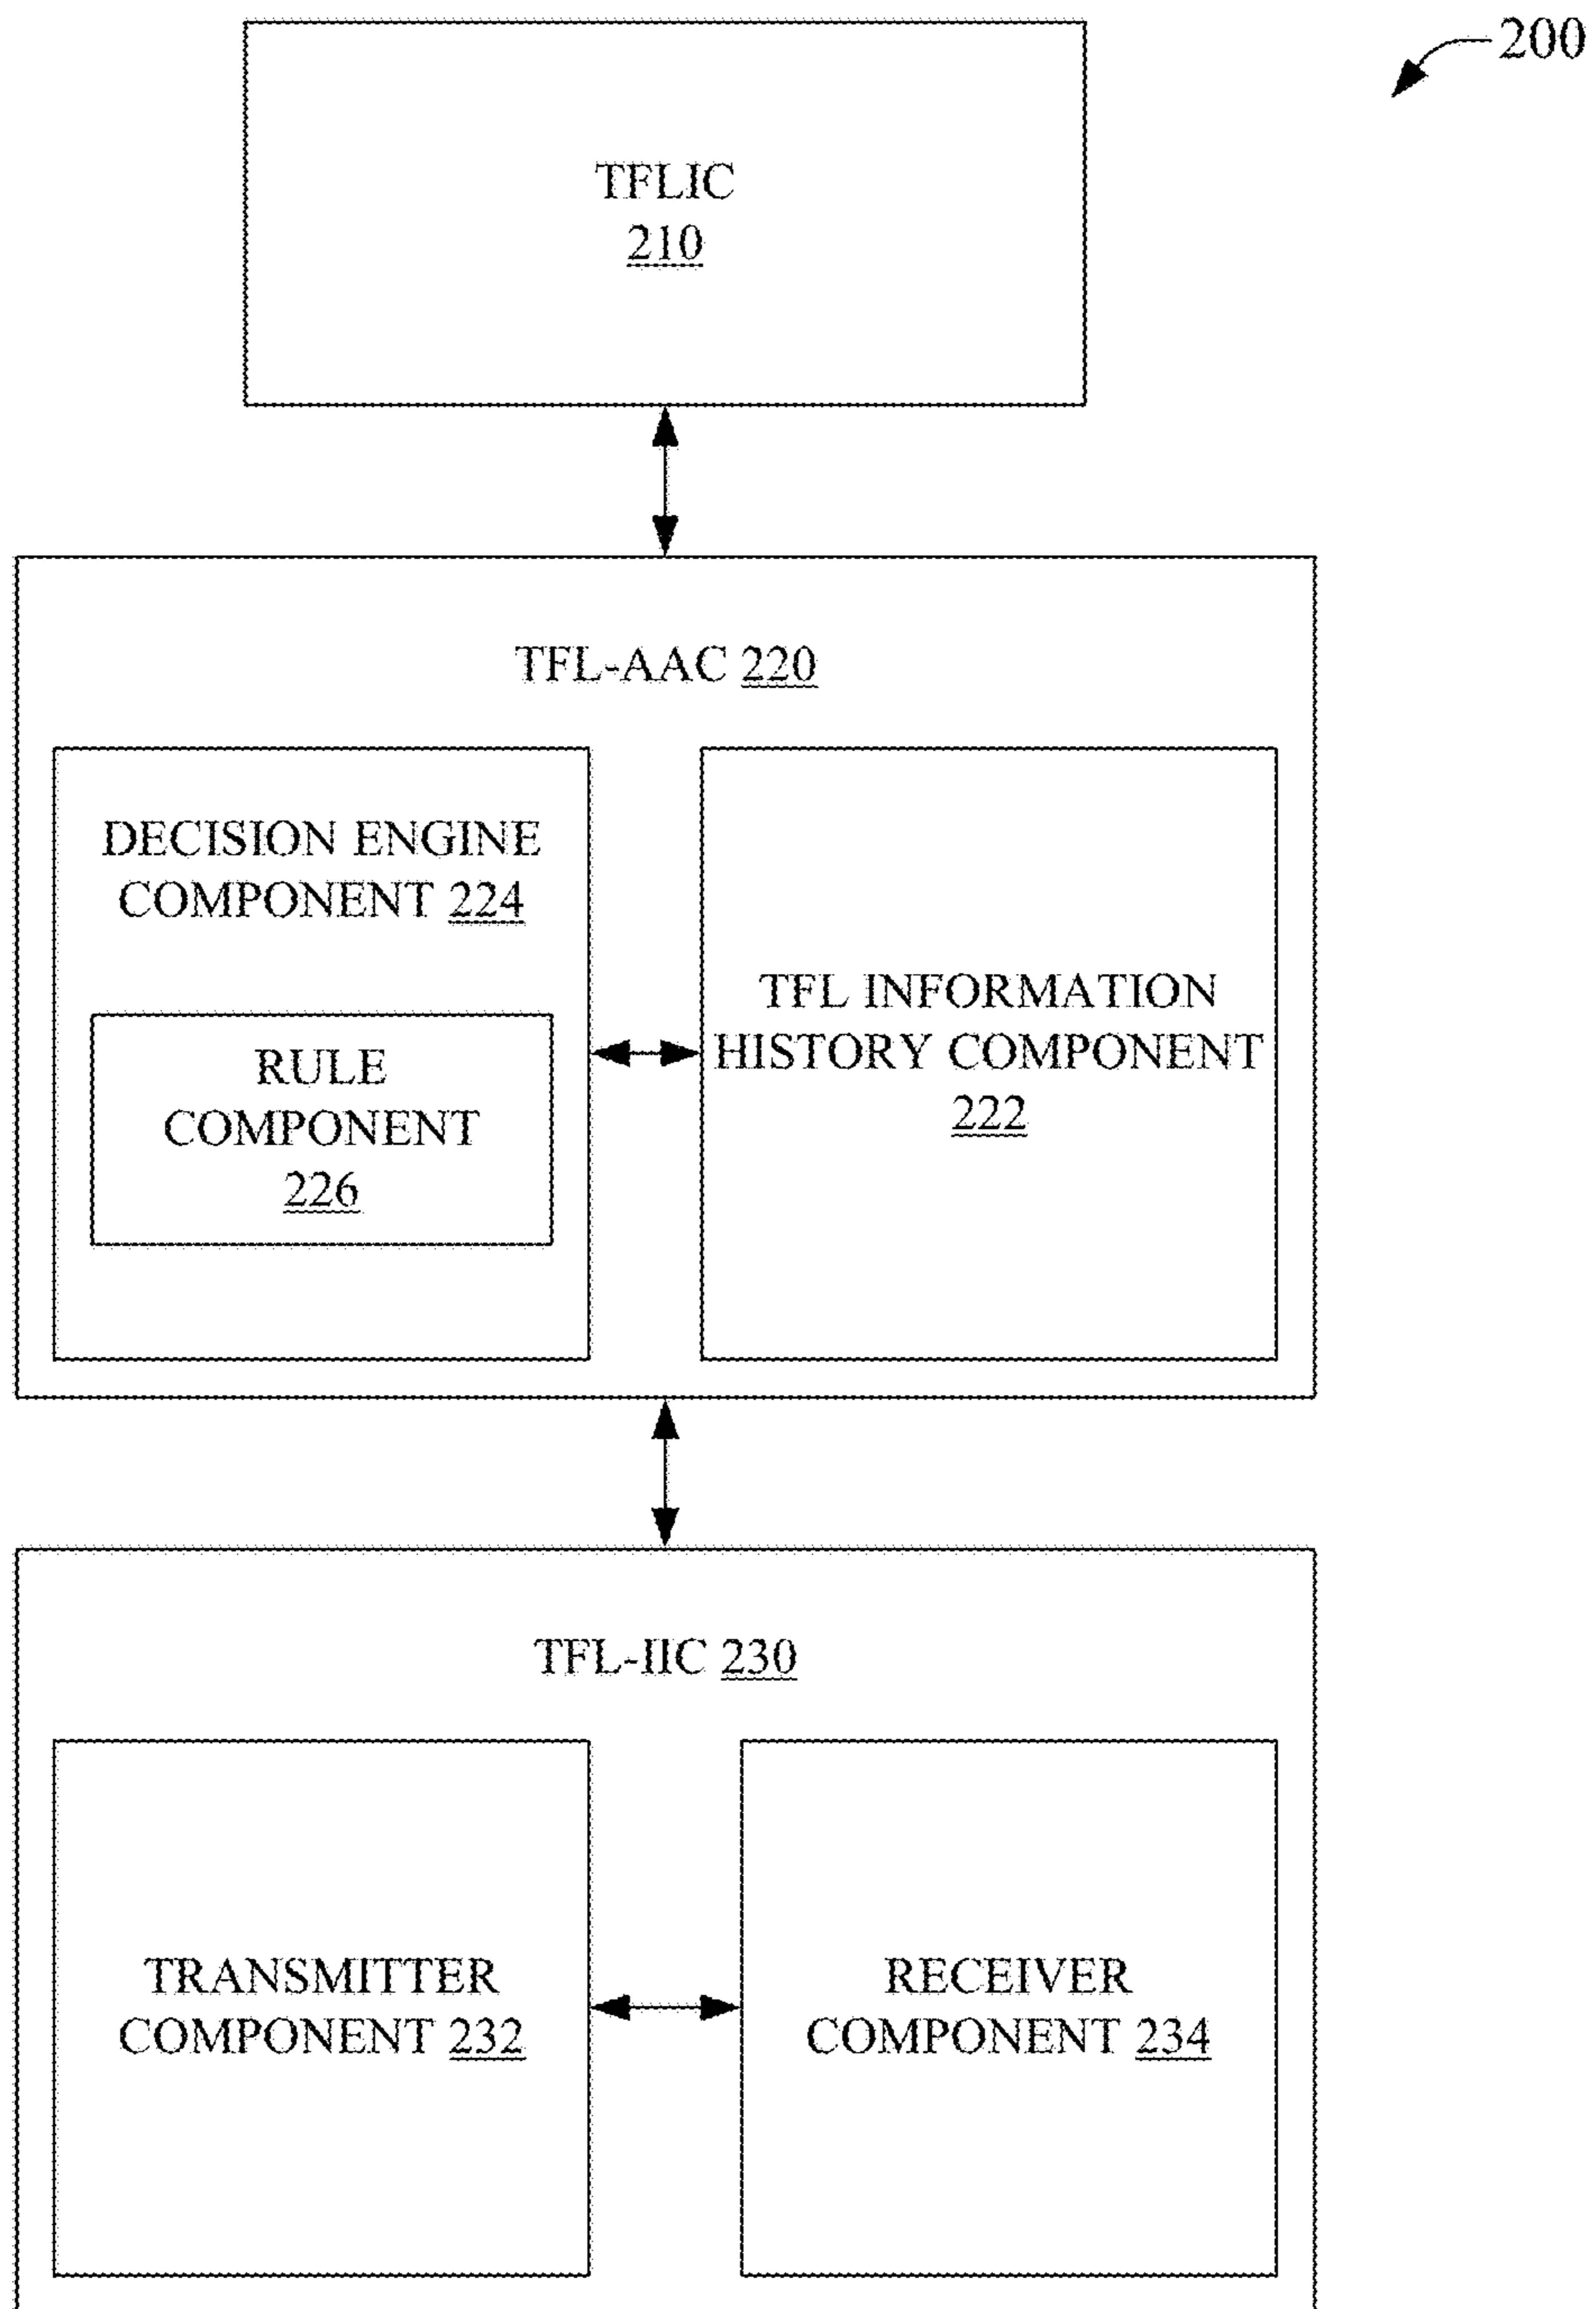 200
TFLIC
210
TFL-AAC 220
DECISION ENGINE
COMPONENT 224
RULE
COMPONENT
226
TFL INFORMATION
HISTORY COMPONENT
222
TFL-IIC 230
TRANSMITTER
COMPONENT 232
RECEIVER
COMPONENT 234